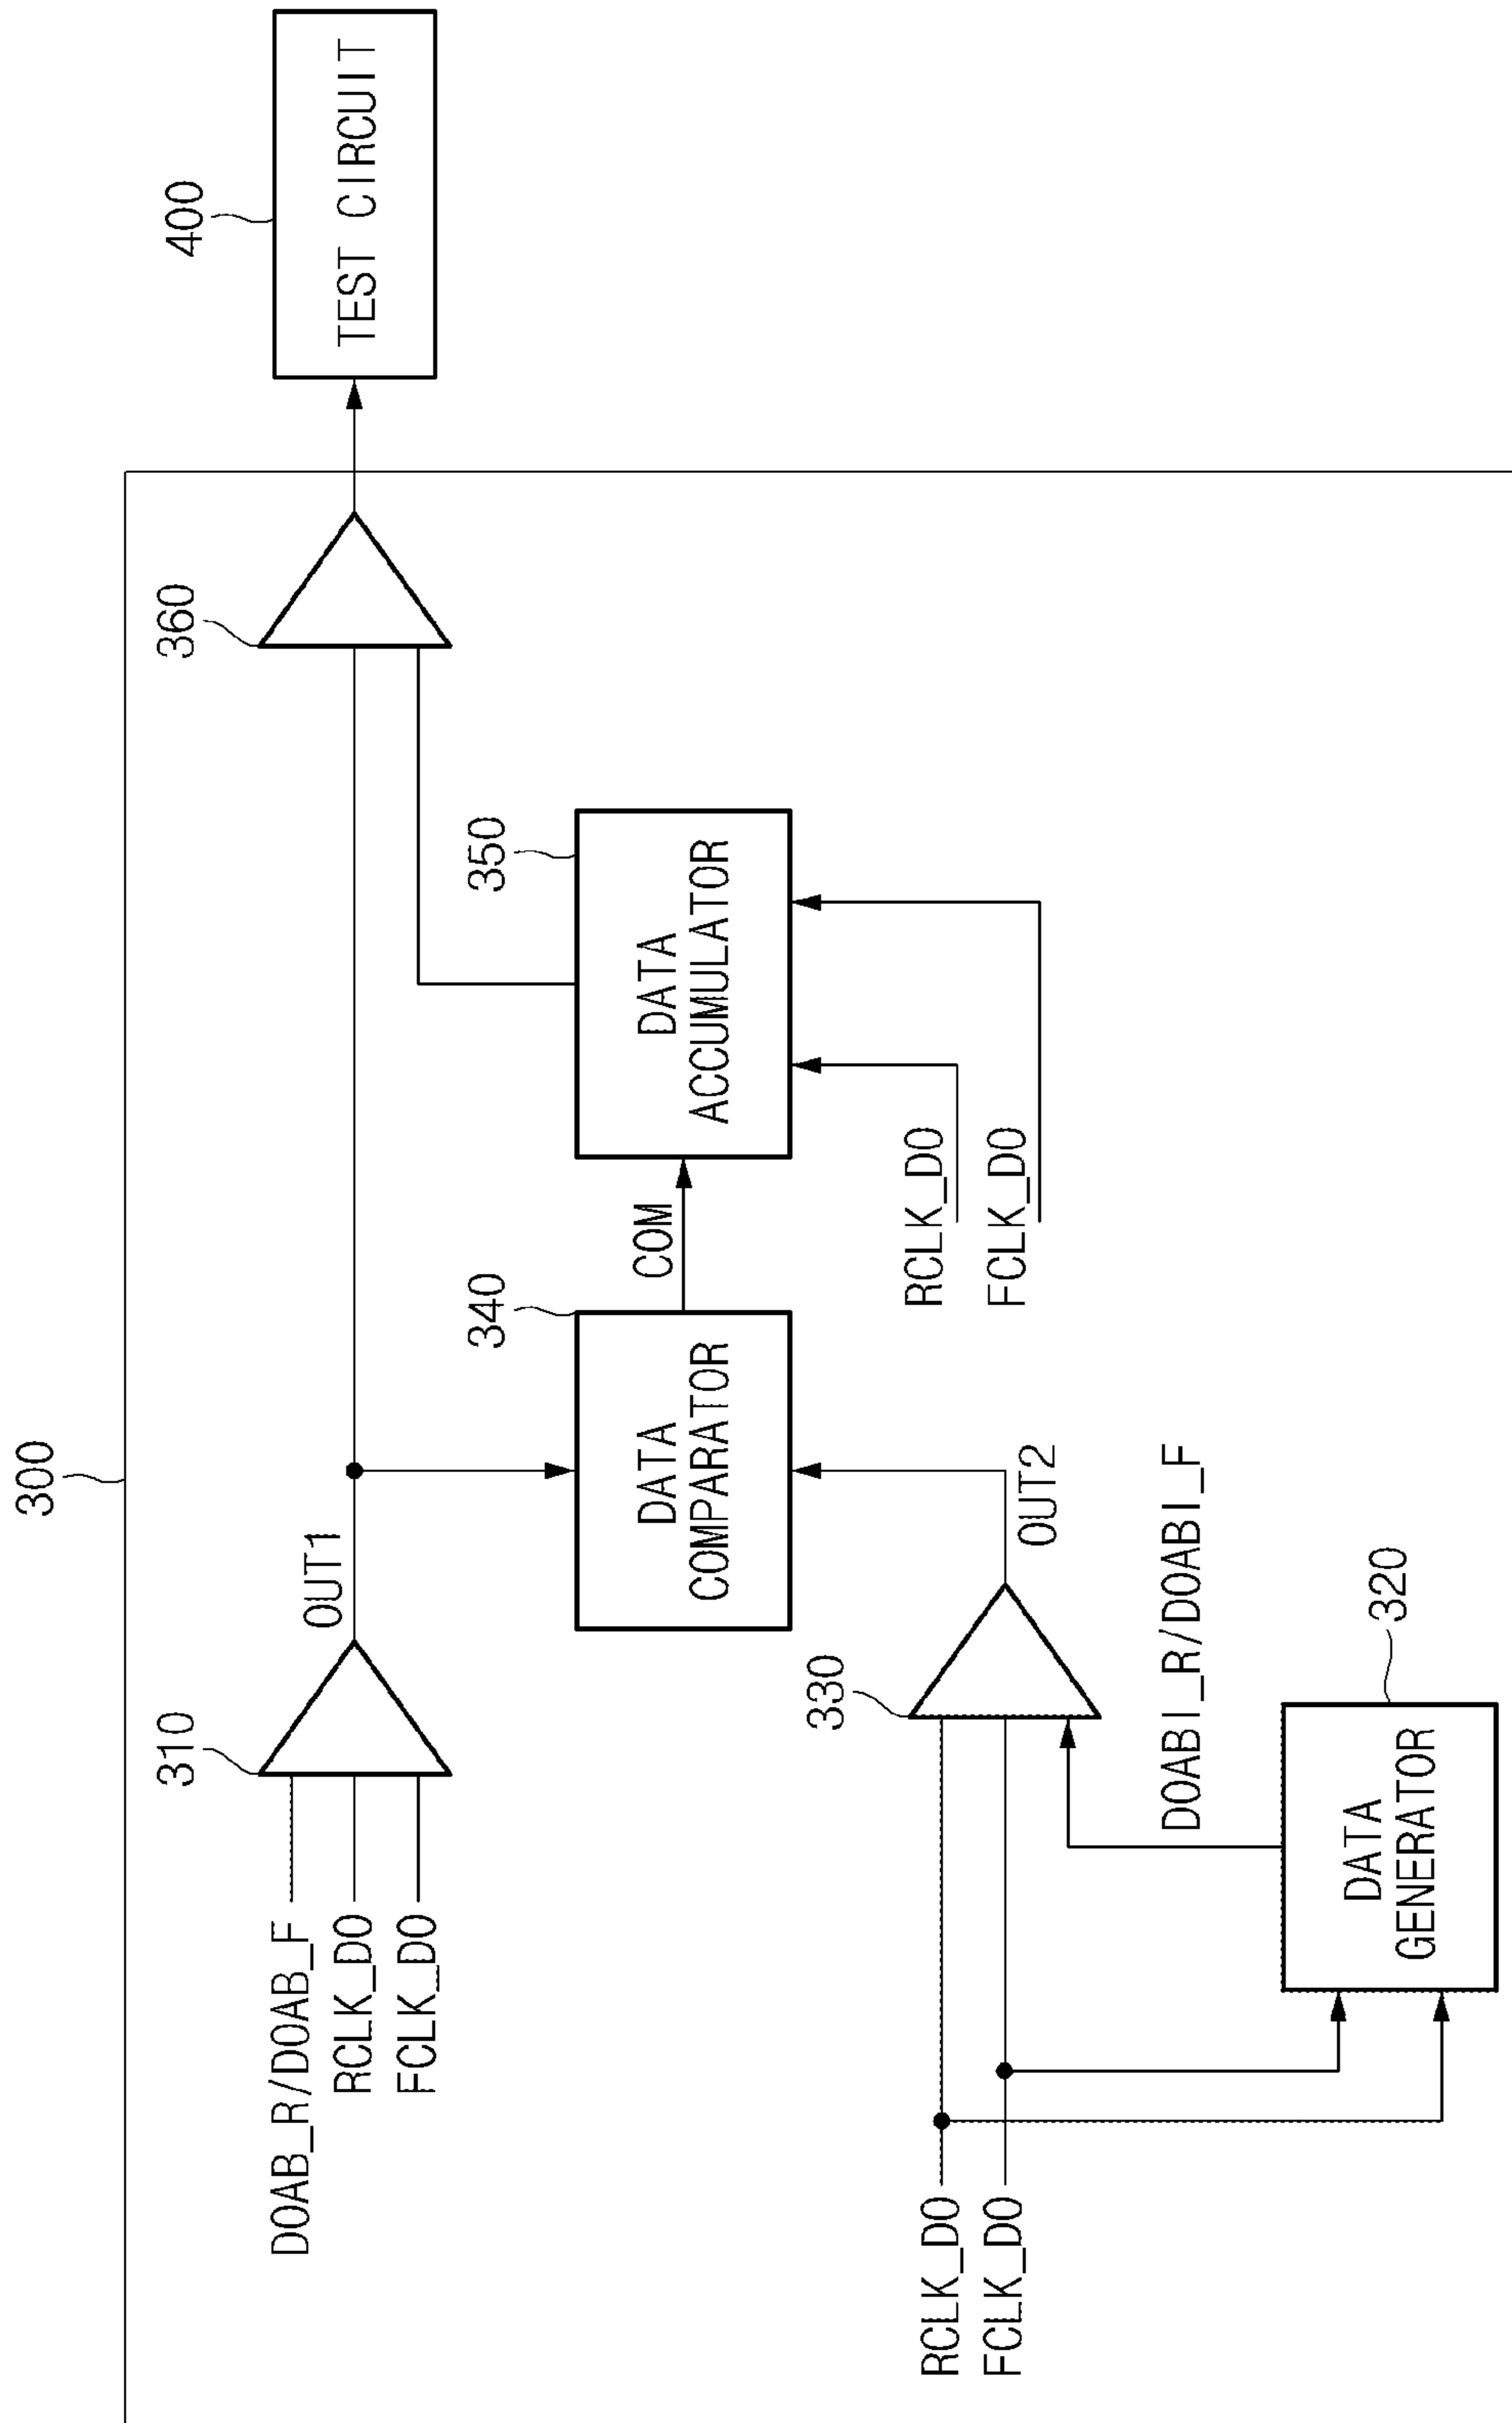 300
400
TEST CIRCUIT
360
310
OUT1
DOAB_R/DOAB_F
RCLK_DO
FCLK_DO
340
DATA
COMPARATOR
COM
350
DATA
ACCUMULATOR
RCLK_DO
FCLK_DO
330
OUT2
RCLK_DO
FCLK_DO
DOABI_R/DOABI_F
320
DATA
GENERATOR